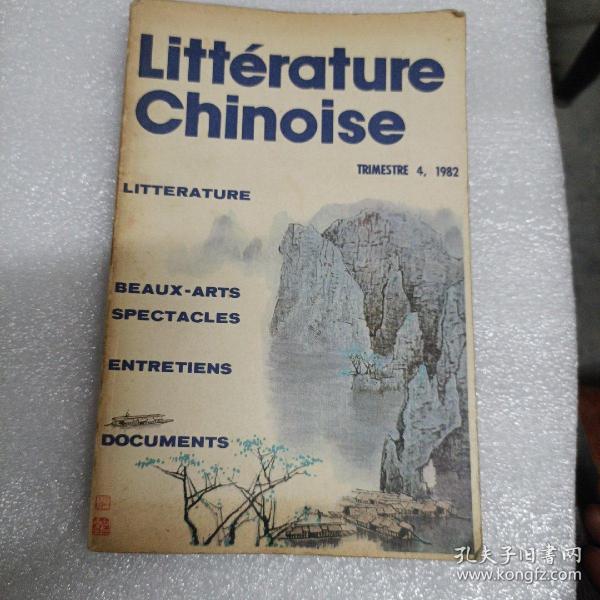 Littérature
Chinoise
TRIMESTRE 4, 1982
LITTERATURE
BEAUX-ARTS
SPECTACLES
ENTRETIENS
DOCUMENTS
孔夫子旧書网
www.kongfz.com